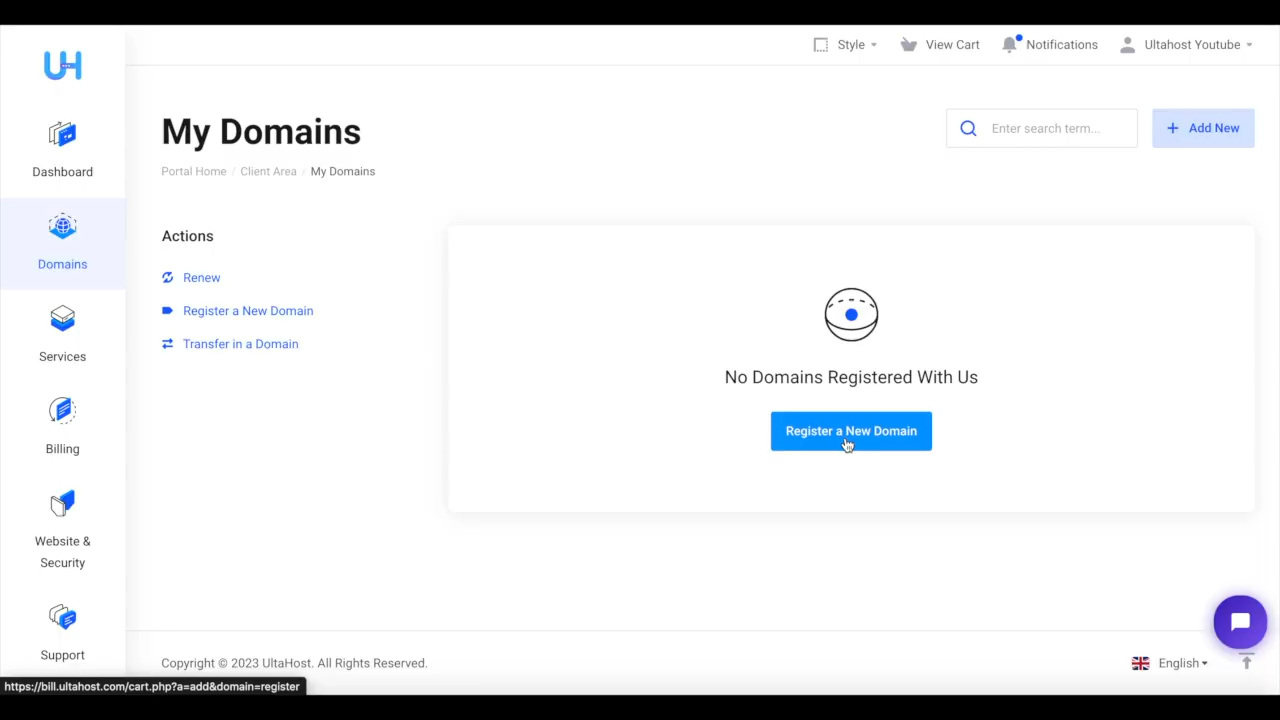 UH
Style
View Cart
Notifications
Ultahost Youtube
Dashboard
Domains
Services
Billing
Website &
Security
Support
My Domains
Portal Home / Client Area / My Domains
Enter search term...
+ Add New
Actions
Renew
Register a New Domain
Transfer in a Domain
No Domains Registered With Us
Register a New Domain
Copyright © 2023 UltaHost. All Rights Reserved.
English
https://bill.ultahost.com/cart.php?a=add&domain=register